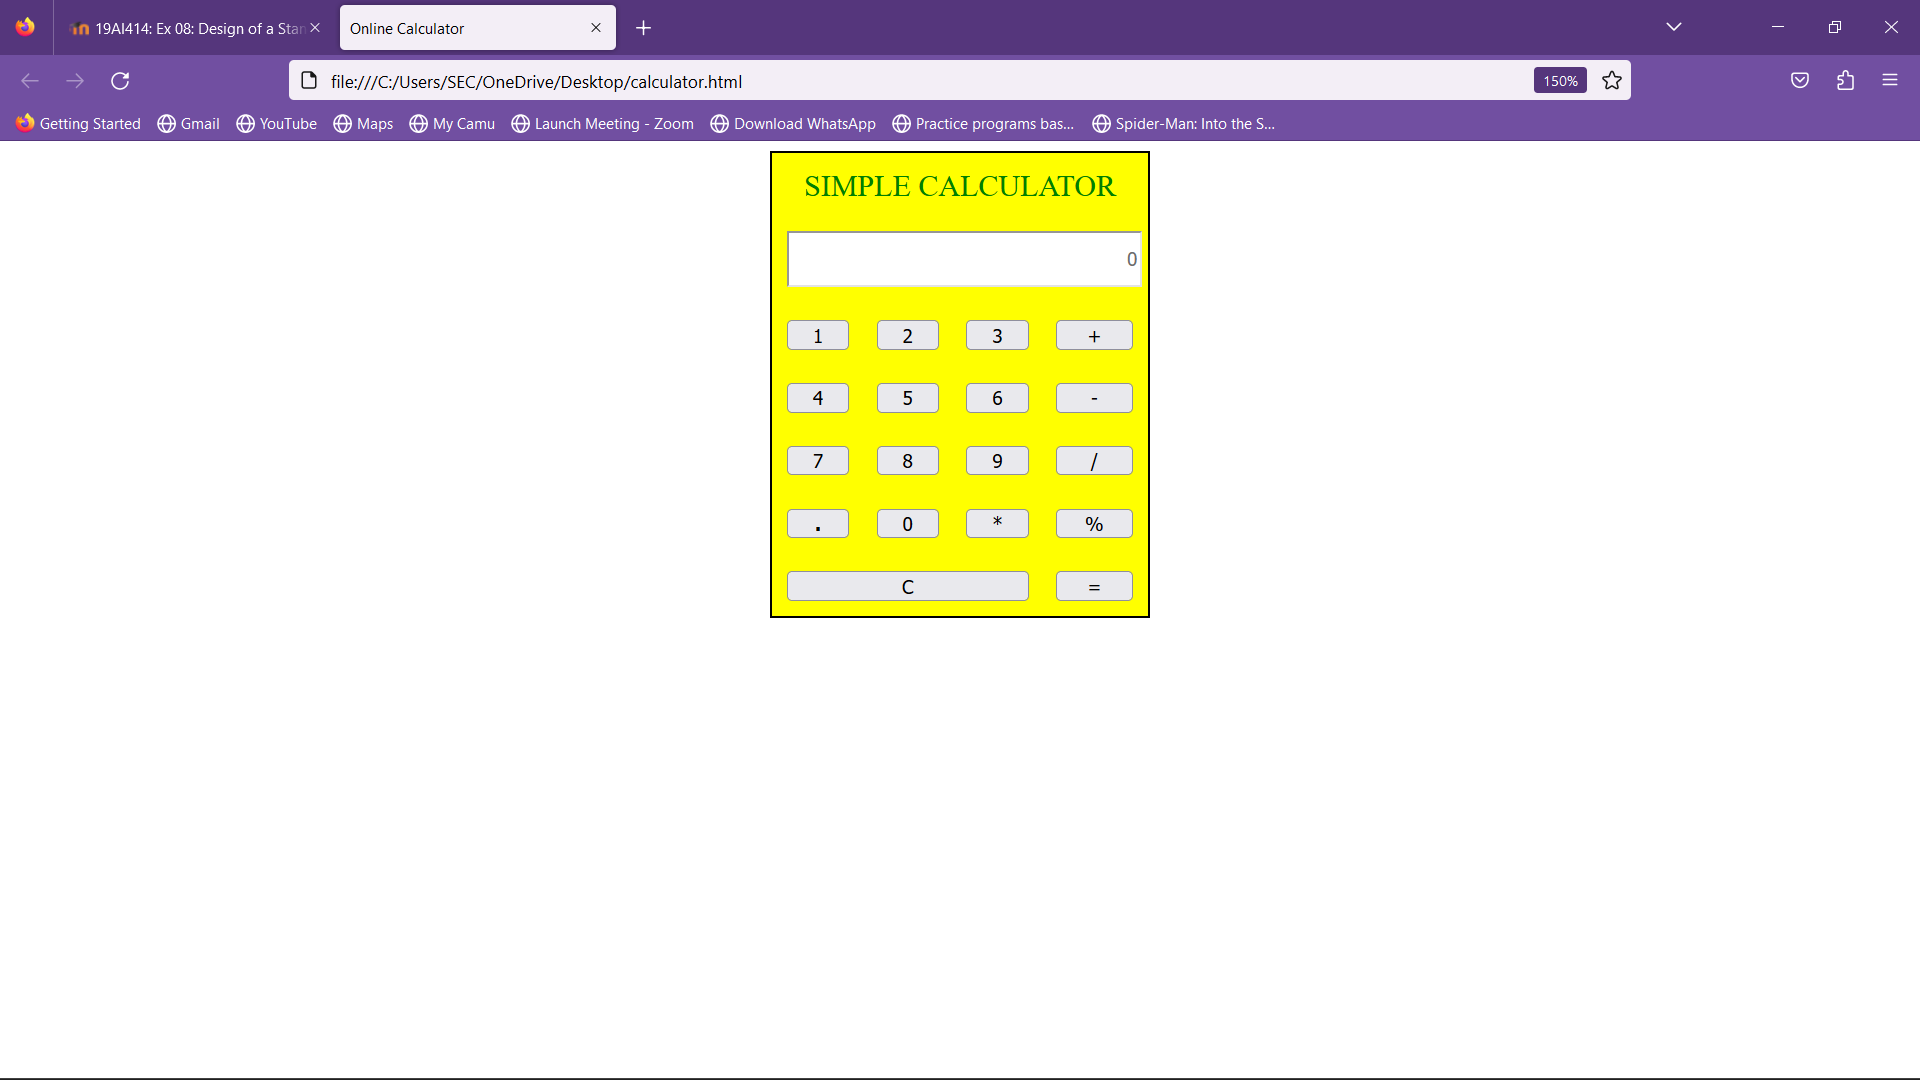 19AI414: Ex 08: Design of a Stan
Online Calculator
file:///C:/Users/SEC/OneDrive/Desktop/calculator.html
150%
Getting Started Gmail YouTube Maps My Camu Launch Meeting - Zoom Download WhatsApp Practice programs bas... Spider-Man: Into the S...
SIMPLE CALCULATOR
0
1 2 3 +
4 5 6 -
7 8 9 /
. 0 * %
C =